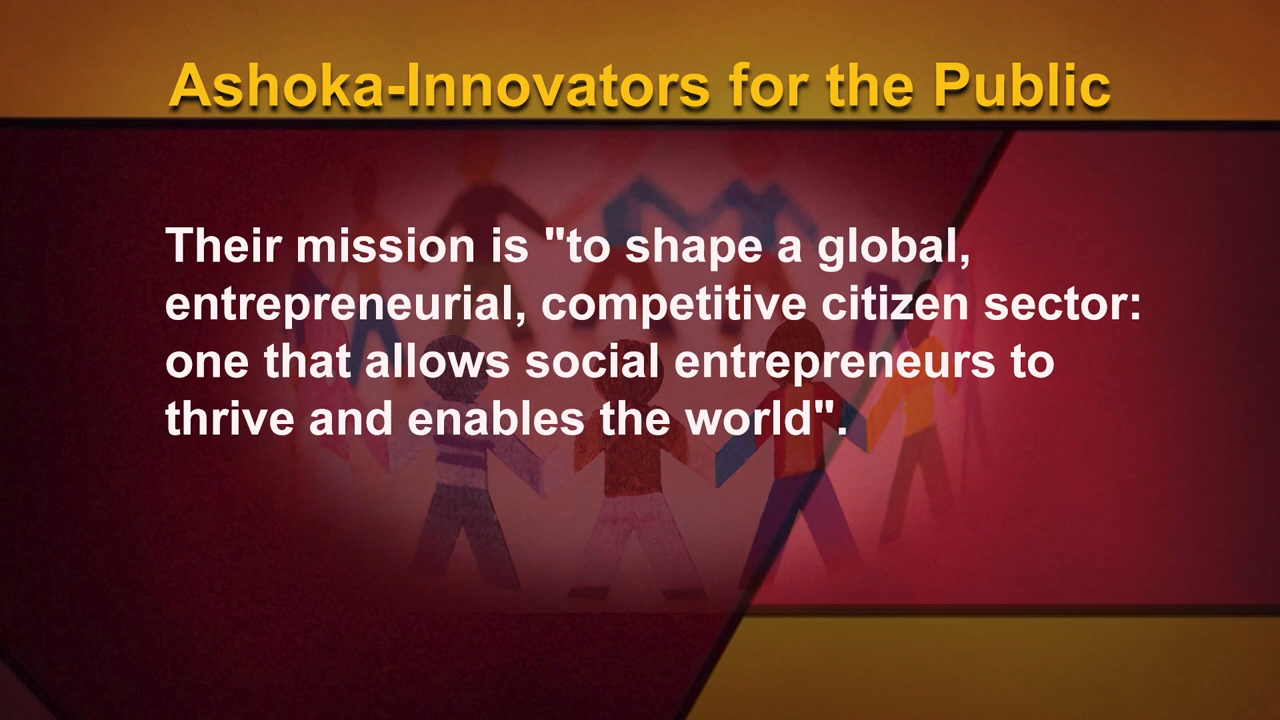 Ashoka-Innovators for the Public
Their mission is "to shape a global,
entrepreneurial, competitive citizen sector:
one that allows social entrepreneurs to
thrive and enables the world".